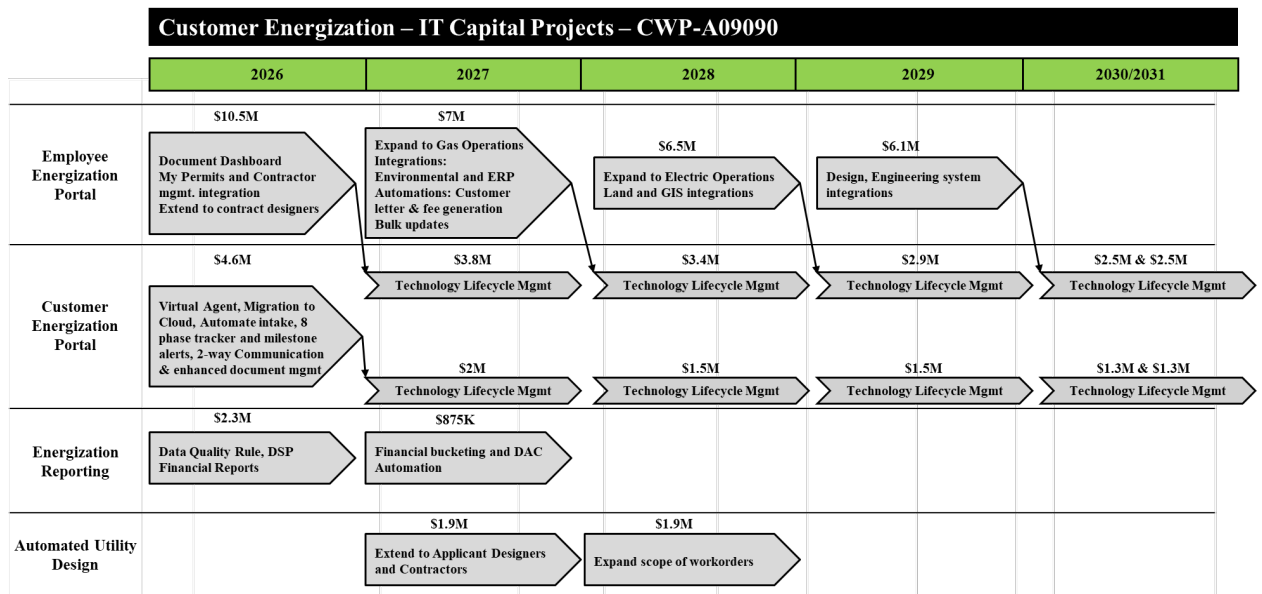 Customer Energization – IT Capital Projects – CWP-A09090
2026
2027
2028
2029
2030/2031
Employee
Energization
Portal
$10.5M
Document Dashboard
My Permits and Contractor
mgmt. integration
Extend to contract designers
$7M
Expand to Gas Operations
Integrations:
Environmental and ERP
Automations: Customer
letter & fee generation
Bulk updates
$6.5M
Expand to Electric Operations
Land and GIS integrations
$6.1M
Design, Engineering system
integrations
Customer
Energization
Portal
$4.6M
Virtual Agent, Migration to
Cloud, Automate intake, 8
phase tracker and milestone
alerts, 2-way Communication
& enhanced document mgmt
$3.8M
Technology Lifecycle Mgmt
$3.4M
Technology Lifecycle Mgmt
$2.9M
Technology Lifecycle Mgmt
$2.5M & $2.5M
Technology Lifecycle Mgmt
$2M
Technology Lifecycle Mgmt
$1.5M
Technology Lifecycle Mgmt
$1.5M
Technology Lifecycle Mgmt
$1.3M & $1.3M
Technology Lifecycle Mgmt
Energization
Reporting
$2.3M
Data Quality Rule, DSP
Financial Reports
$875K
Financial bucketing and DAC
Automation
Automated Utility
Design
$1.9M
Extend to Applicant Designers
and Contractors
$1.9M
Expand scope of workorders